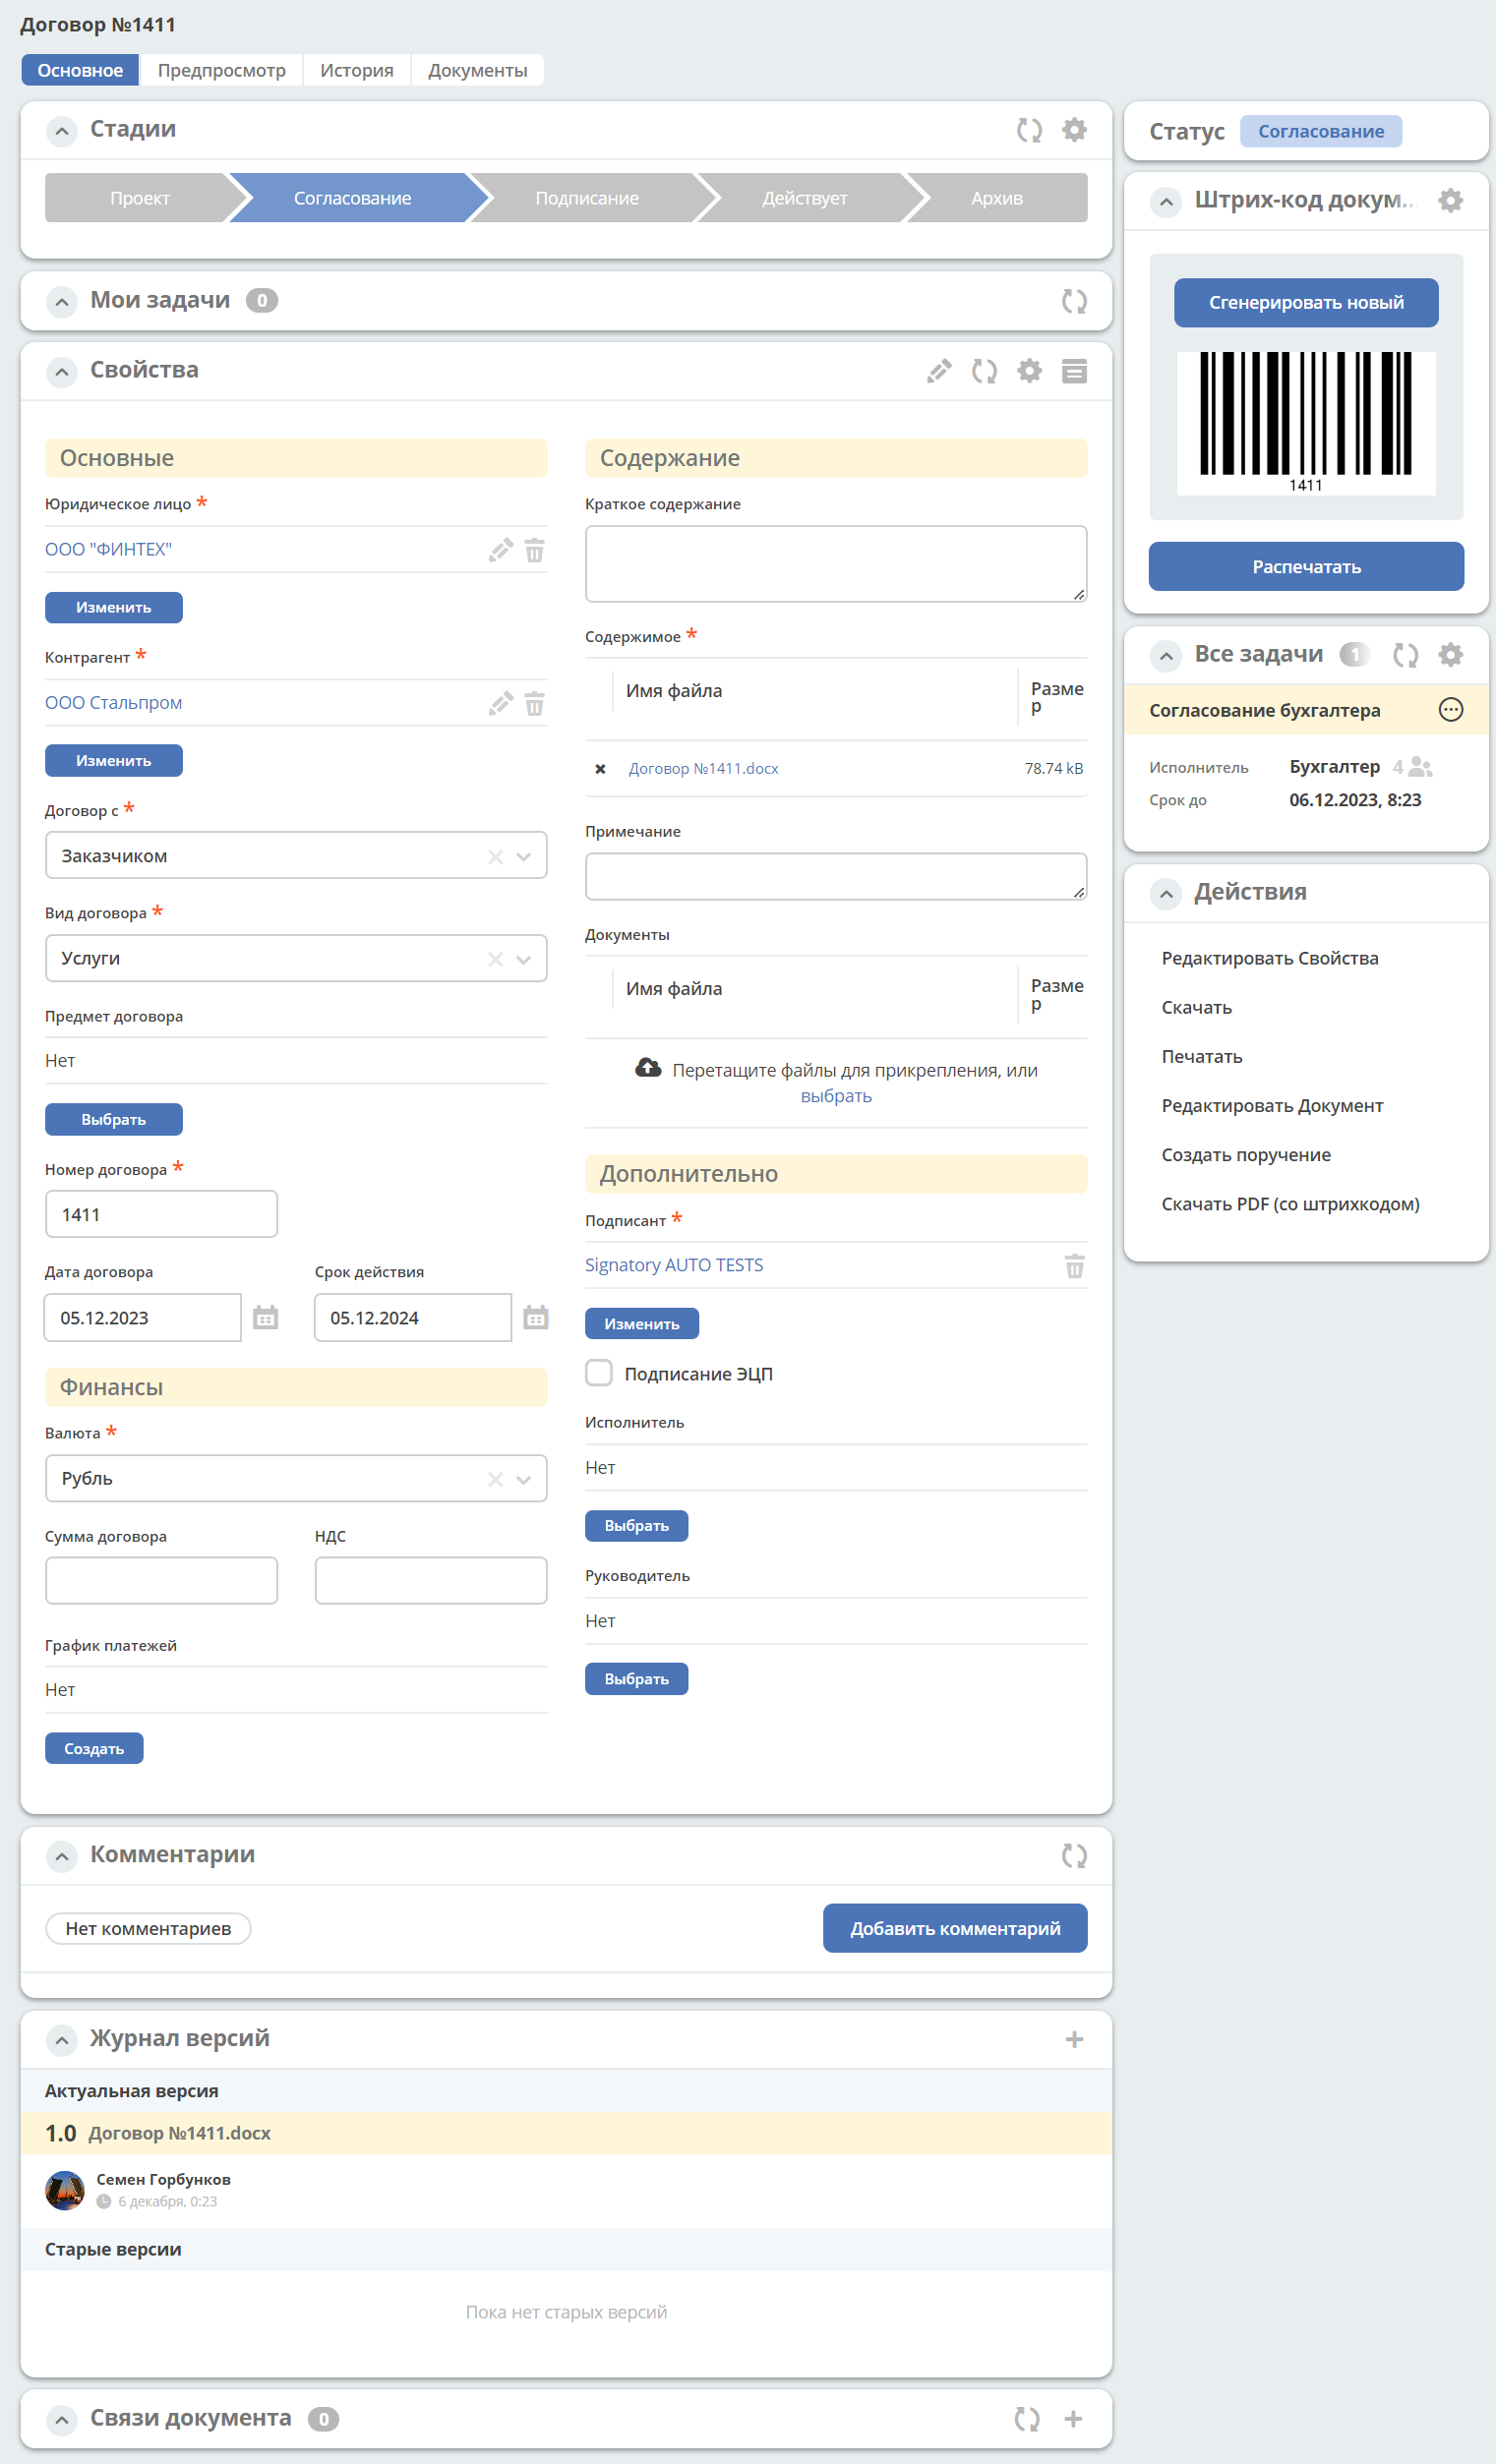 Договор №1411
Основное
Предпросмотр
История
Документы
Стадии
Проект
Согласование
Подписание
Действует
Архив
Мои задачи 0
Свойства
Основные
Юридическое лицо *
ООО "ФИНТЕХ"
Изменить
Контрагент *
ООО Стальпром
Изменить
Договор с *
Заказчиком
Вид договора *
Услуги
Предмет договора
Нет
Выбрать
Номер договора *
1411
Дата договора
05.12.2023
Срок действия
05.12.2024
Финансы
Валюта *
Рубль
Сумма договора
НДС
График платежей
Нет
Создать
Содержание
Краткое содержание
Содержимое *
Имя файла
Разме
р
Договор №1411.docx
78.74 kB
Примечание
Документы
Имя файла
Разме
р
Перетащите файлы для прикрепления, или
выбрать
Дополнительно
Подписант *
Signatory AUTO TESTS
Изменить
Подписание ЭЦП
Исполнитель
Нет
Выбрать
Руководитель
Нет
Выбрать
Комментарии
Нет комментариев
Добавить комментарий
Журнал версий
Актуальная версия
1.0 Договор №1411.docx
Семен Горбунков
6 декабря, 0:23
Старые версии
Пока нет старых версий
Связи документа 0
Статус Согласование
Штрих-код докум...
Сгенерировать новый
1411
Распечатать
Все задачи 1
Согласование бухгалтера
Исполнитель Бухгалтер 4
Срок до 06.12.2023, 8:23
Действия
Редактировать Свойства
Скачать
Печатать
Редактировать Документ
Создать поручение
Скачать PDF (со штрихкодом)